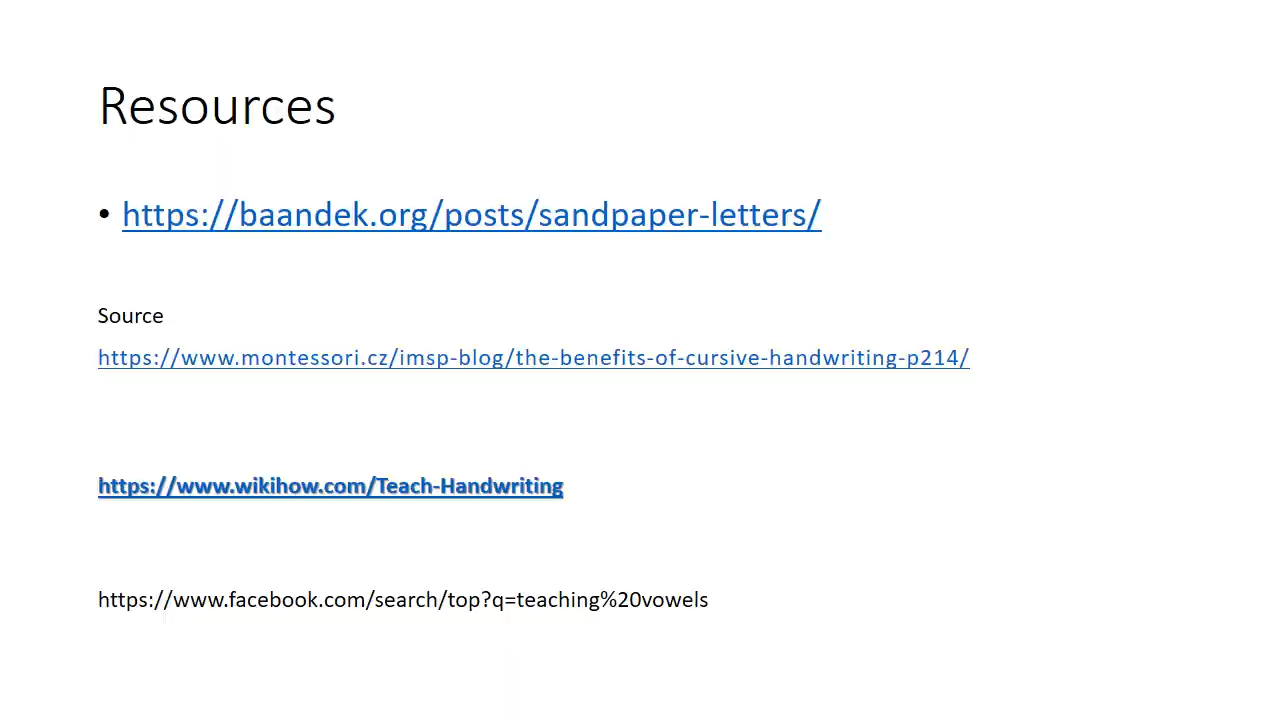 Resources
• https://baandek.org/posts/sandpaper-letters/
Source
https://www.montessori.cz/imsp-blog/the-benefits-of-cursive-handwriting-p214/
https://www.wikihow.com/Teach-Handwriting
https://www.facebook.com/search/top?q=teaching%20vowels